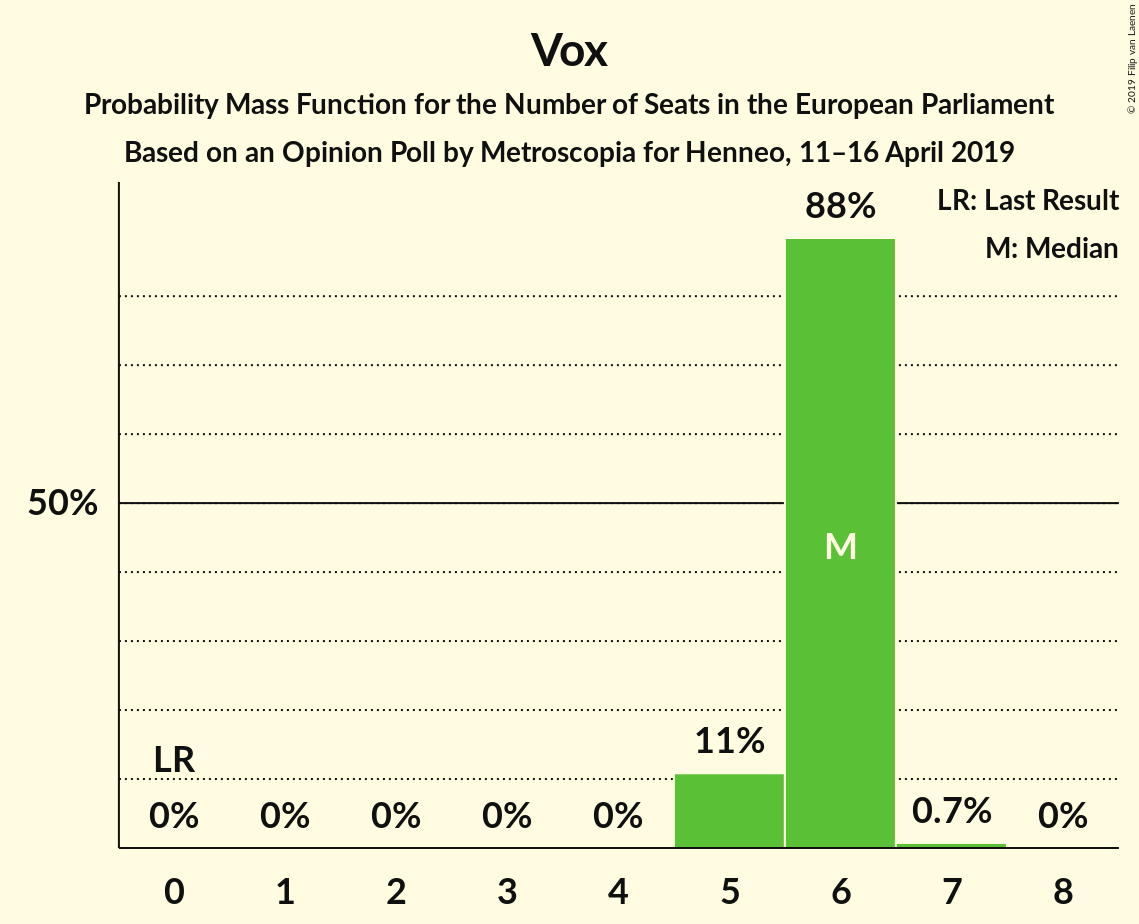 Vox
Probability Mass Function for the Number of Seats in the European Parliament
Based on an Opinion Poll by Metroscopia for Henneo, 11–16 April 2019
© 2019 Filip van Laenen
LR: Last Result
M: Median
88%
50%
M
11%
LR
0% 0% 0% 0% 0% 0.7% 0%
0 1 2 3 4 5 6 7 8